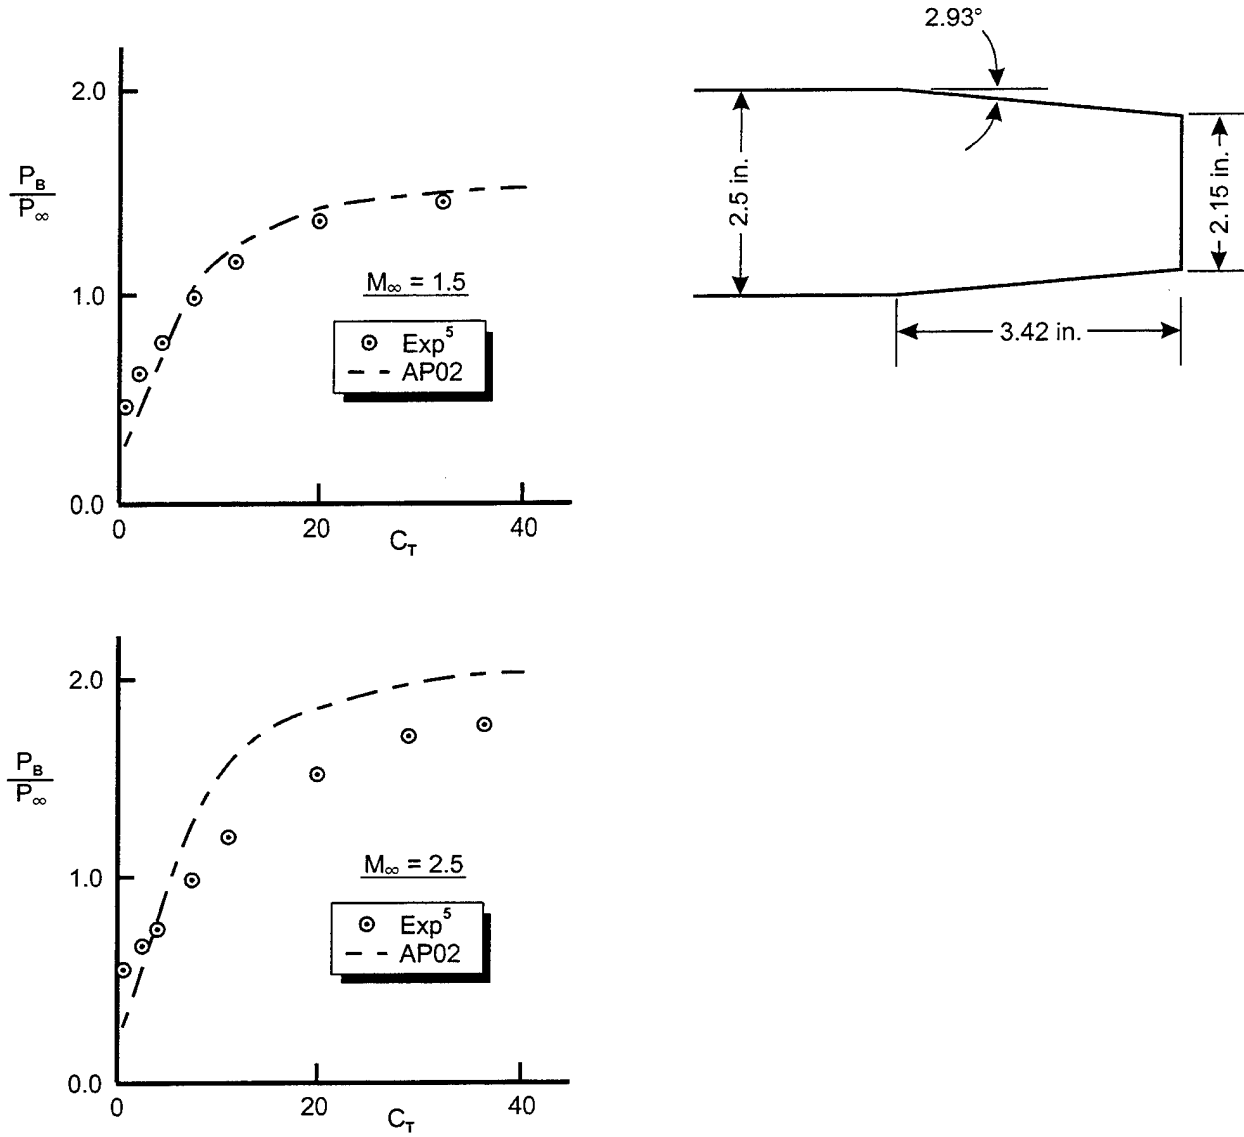 2.0
P_B
P_∞
1.0
0.0
0
20
40
C_T
M_∞ = 1.5
Exp^5
AP02
2.93°
2.5 in.
2.15 in.
3.42 in.
2.0
P_B
P_∞
1.0
0.0
0
20
40
C_T
M_∞ = 2.5
Exp^5
AP02